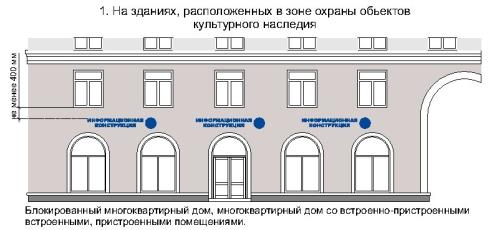 1. На зданиях, расположенных в зоне охраны обьектов
культурного наследия
не менее 400 мм
ИНФОРМАЦИОННАЯ
КОНСТРУКЦИЯ
ИНФОРМАЦИОННАЯ
КОНСТРУКЦИЯ
ИНФОРМАЦИОННАЯ
КОНСТРУКЦИЯ
Блокированный многоквартирный дом, многоквартирный дом со встроенно-пристроенными
встроенными, пристроенными помещениями.